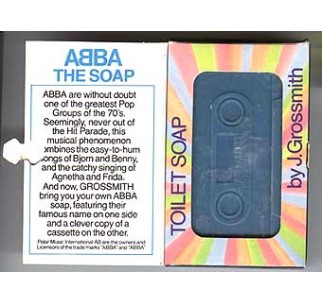 ABBA
THE SOAP
ABBA are without doubt
one of the greatest Pop
Groups of the 70's.
Seemingly, never out of
the Hit Parade, this
musical phenomenon
combines the easy-to-hum
songs of Bjorn and Benny,
and the catchy singing of
Agnetha and Frida.
And now, GROSSMITH
bring you your own ABBA
soap, featuring their
famous name on one side
and a clever copy of a
cassette on the other.
Polar Music International AB are the owners and
Licensors of the trade marks "ABBA" and "ABBA"
TOILET SOAP
by J.Grossmith